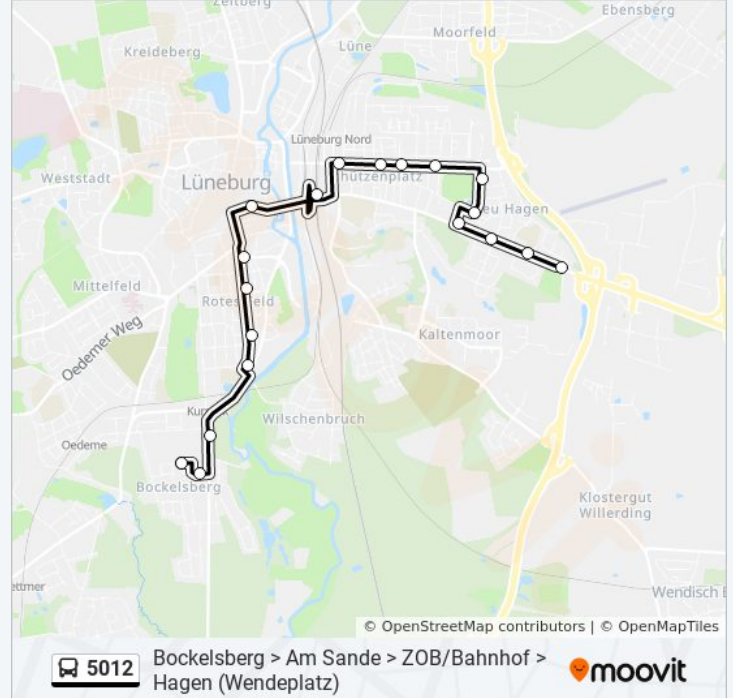 Zeltberg
Ebensberg
Lüne
Moorfeld
Kreideberg
Lüneburg Nord
Weststadt
Lüneburg
hützenplatz
eu Hagen
Mittelfeld
Rotes
feld
Oedemer Weg
Kaltenmoor
Kur
Wilschenbruch
Oedeme
Bockelsberg
Klostergut
Willerding
ettmer
Wendisch E
© OpenStreetMap contributors | © OpenMapTiles
5012
Bockelsberg > Am Sande > ZOB/Bahnhof >
Hagen (Wendeplatz)
moovit